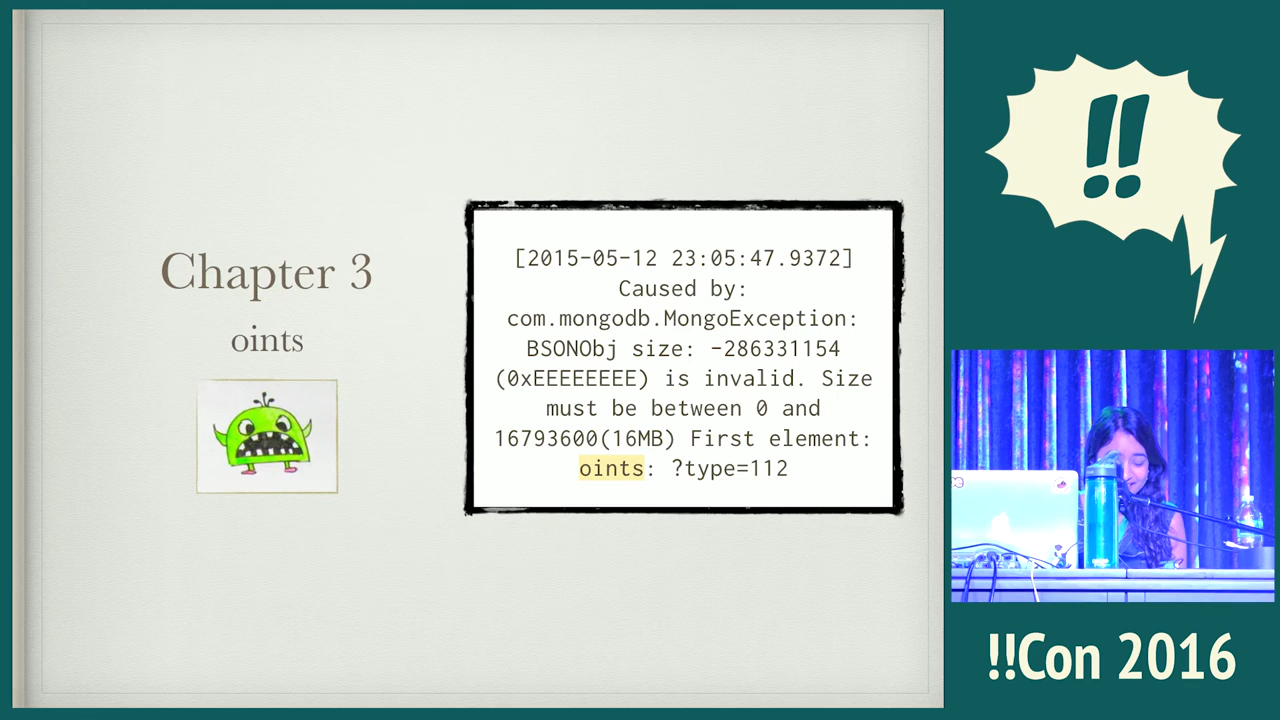 Chapter 3
oints
[2015-05-12 23:05:47.9372]
Caused by:
com.mongodb.MongoException:
BSONObj size: -286331154
(0xEEEEEEEE) is invalid. Size
must be between 0 and
16793600(16MB) First element:
oints: ?type=112
!!
!!Con 2016